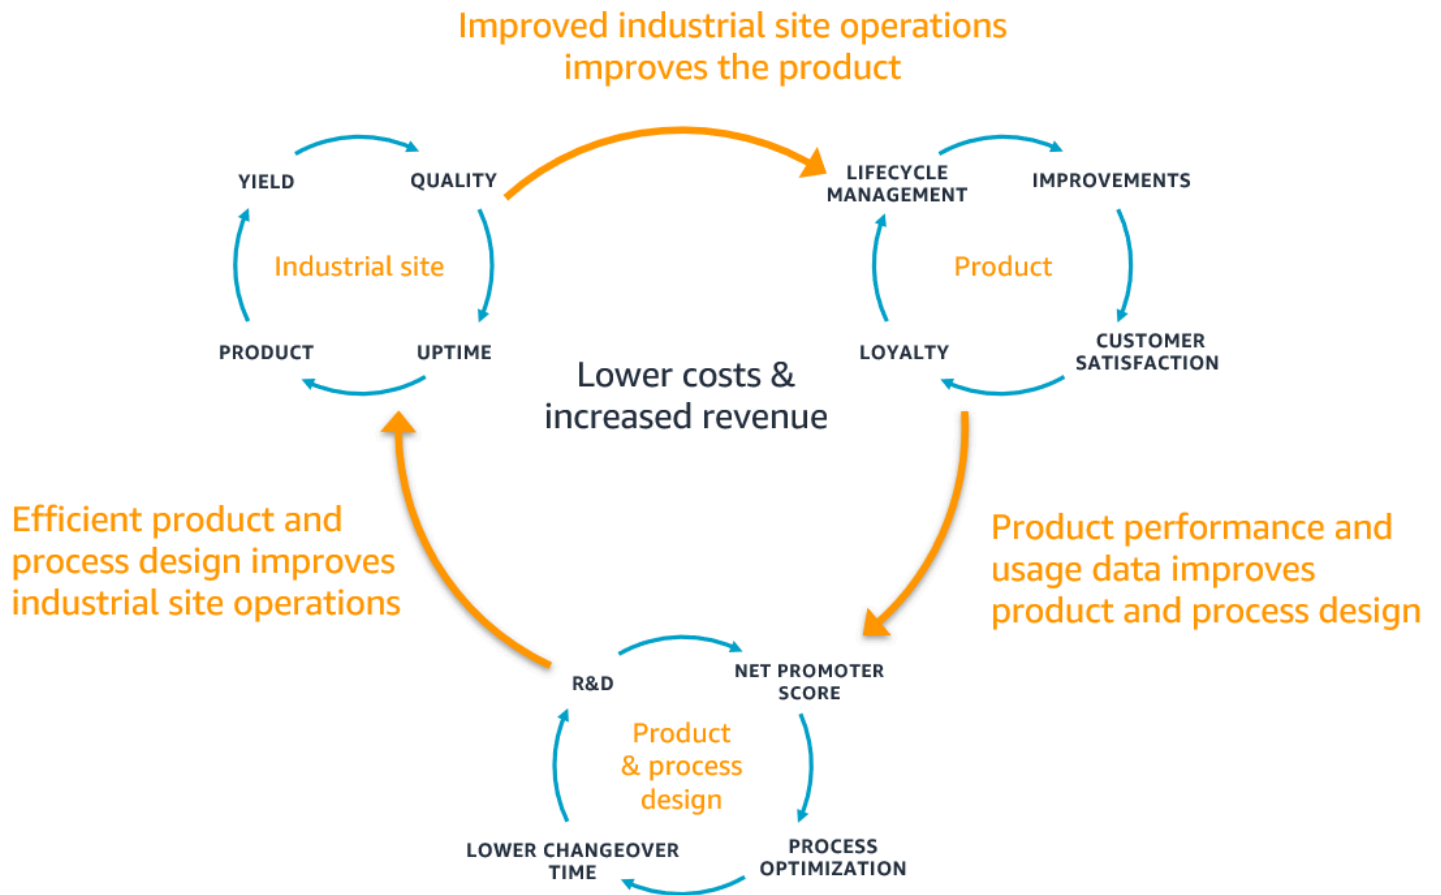 Improved industrial site operations
improves the product
YIELD
QUALITY
Industrial site
PRODUCT
UPTIME
LIFECYCLE
MANAGEMENT
IMPROVEMENTS
Product
LOYALTY
CUSTOMER
SATISFACTION
Lower costs &
increased revenue
Efficient product and
process design improves
industrial site operations
Product performance and
usage data improves
product and process design
R&D
NET PROMOTER
SCORE
Product
& process
design
LOWER CHANGEOVER
TIME
PROCESS
OPTIMIZATION